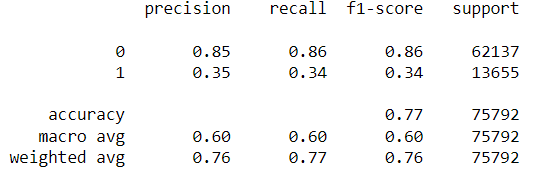 precision recall f1-score support
0 0.85 0.86 0.86 62137
1 0.35 0.34 0.34 13655
accuracy 0.77 75792
macro avg 0.60 0.60 0.60 75792
weighted avg 0.76 0.77 0.76 75792